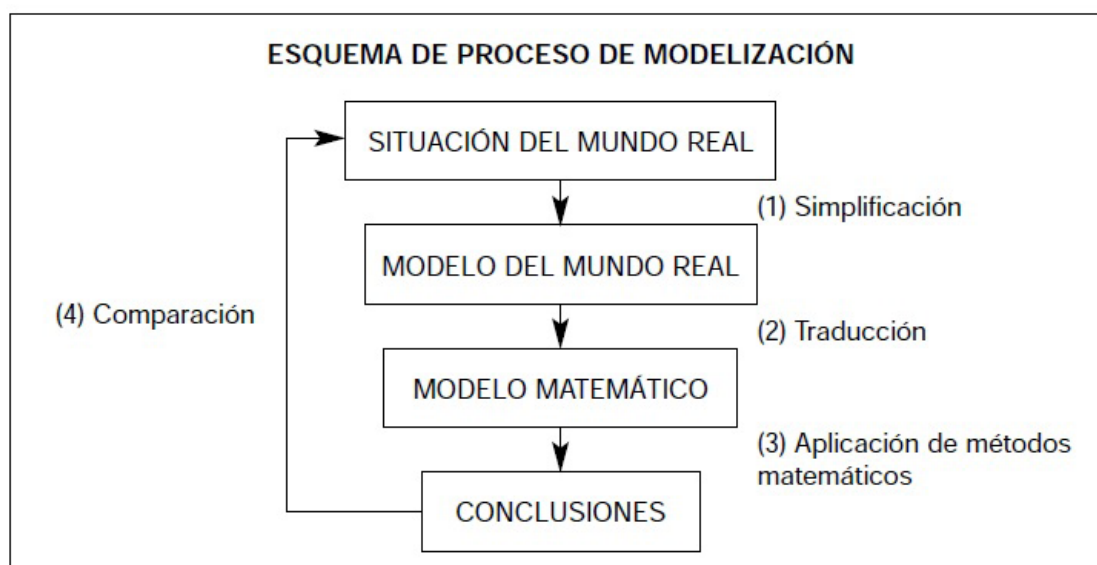 ESQUEMA DE PROCESO DE MODELIZACIÓN
SITUACIÓN DEL MUNDO REAL
(1) Simplificación
MODELO DEL MUNDO REAL
(4) Comparación
(2) Traducción
MODELO MATEMÁTICO
(3) Aplicación de métodos
matemáticos
CONCLUSIONES